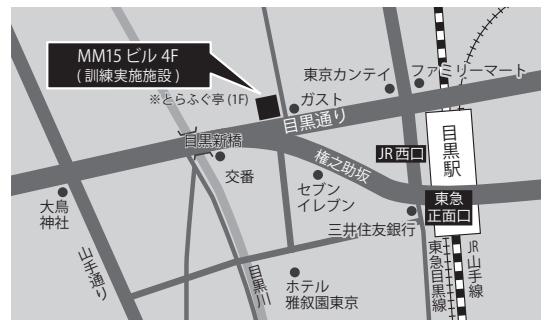 MM15 ビル 4F
( 訓練実施施設 )
※とらふぐ亭 (1F)
東京カンテイ
ファミリーマート
ガスト
目黒通り
目黒新橋
交番
権之助坂
JR 西口
目黒駅
セブン
イレブン
東急
正面口
三井住友銀行
大鳥
神社
山手通り
目黒川
ホテル
雅叙園東京
東急目黒線
JR
山手線